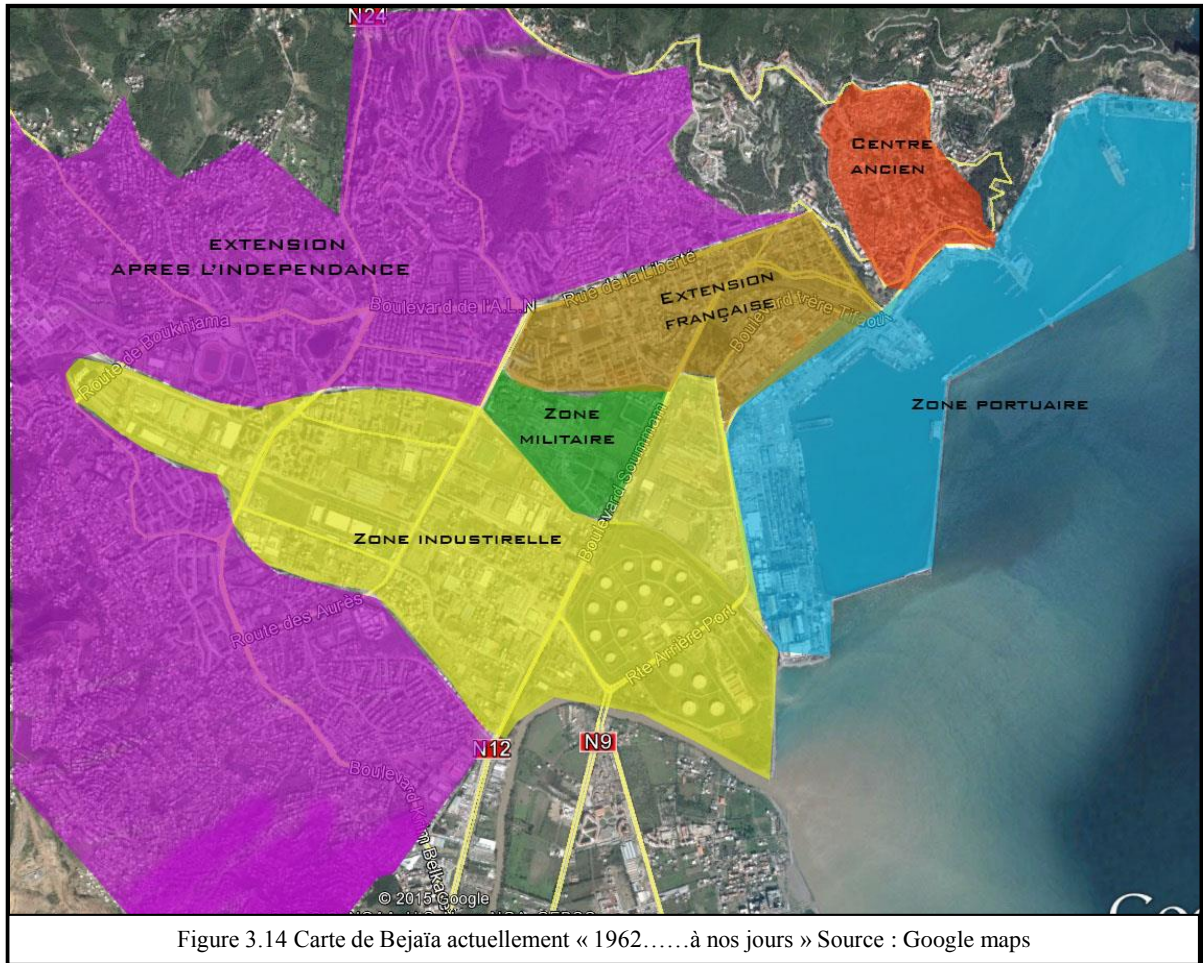 N24
CENTRE
ANCIEN
EXTENSION
APRES L'INDEPENDANCE
Rue de la Liberté
EXTENSION
FRANÇAISE
Boulevard de l'A.L.N
Boulevard
Route de Boukhiama
ZONE PORTUAIRE
ZONE
MILITAIRE
Boulevard Soummam
ZONE INDUSTIRELLE
Route des Aurès
Rte Arrière Port
N12
N9
Boulevard
© 2015 Google
Figure 3.14 Carte de Bejaïa actuellement « 1962……à nos jours » Source : Google maps